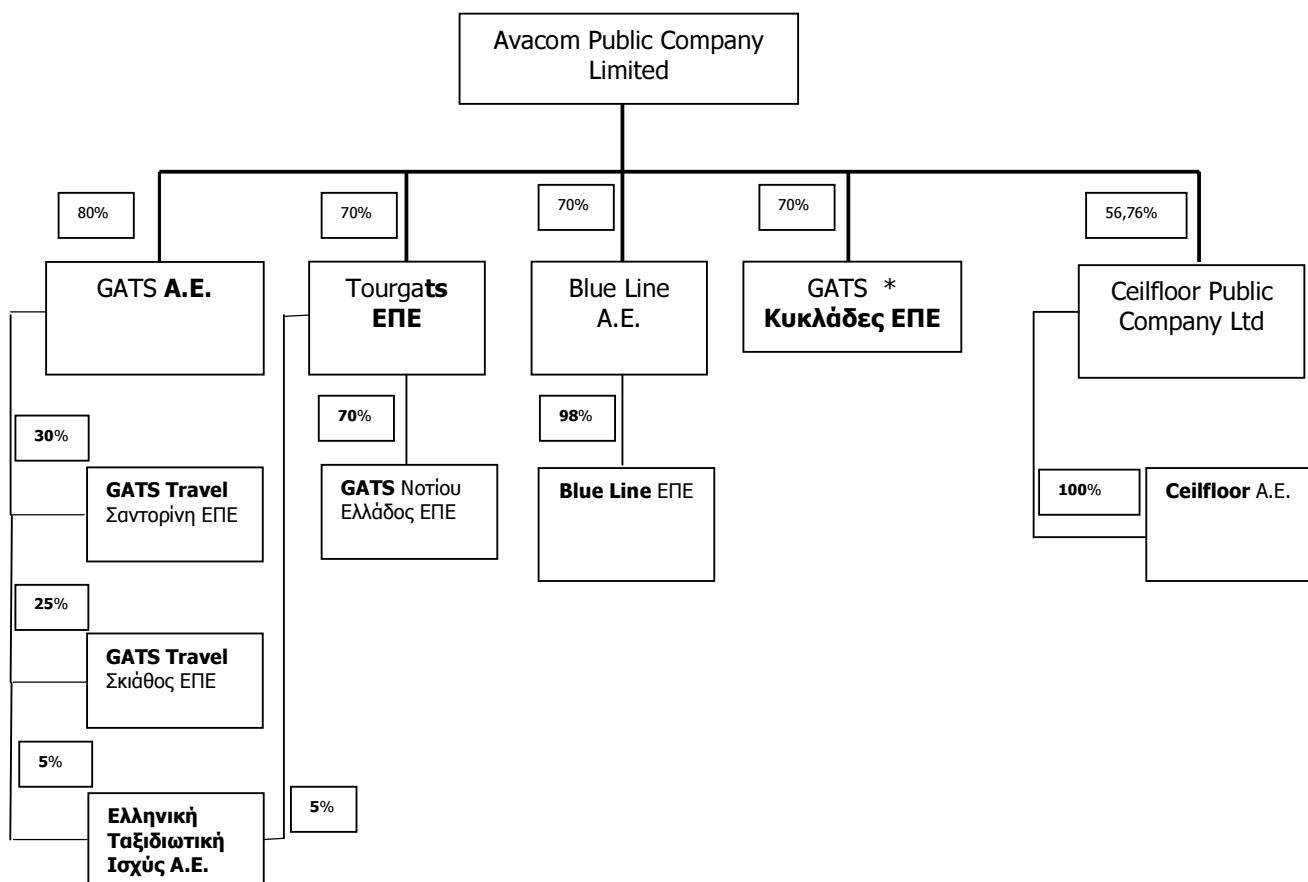 Avacom Public Company
Limited
80%
70%
70%
70%
56,76%
GATS Α.Ε.
Tourgats
ΕΠΕ
Blue Line
Α.Ε.
GATS *
Κυκλάδες ΕΠΕ
Ceilfloor Public
Company Ltd
30%
70%
98%
GATS Travel
Σαντορίνη ΕΠΕ
GATS Νοτίου
Ελλάδος ΕΠΕ
Blue Line ΕΠΕ
100%
Ceilfloor Α.Ε.
25%
GATS Travel
Σκιάθος ΕΠΕ
5%
Ελληνική
Ταξιδιωτική
Ισχύς Α.Ε.
5%